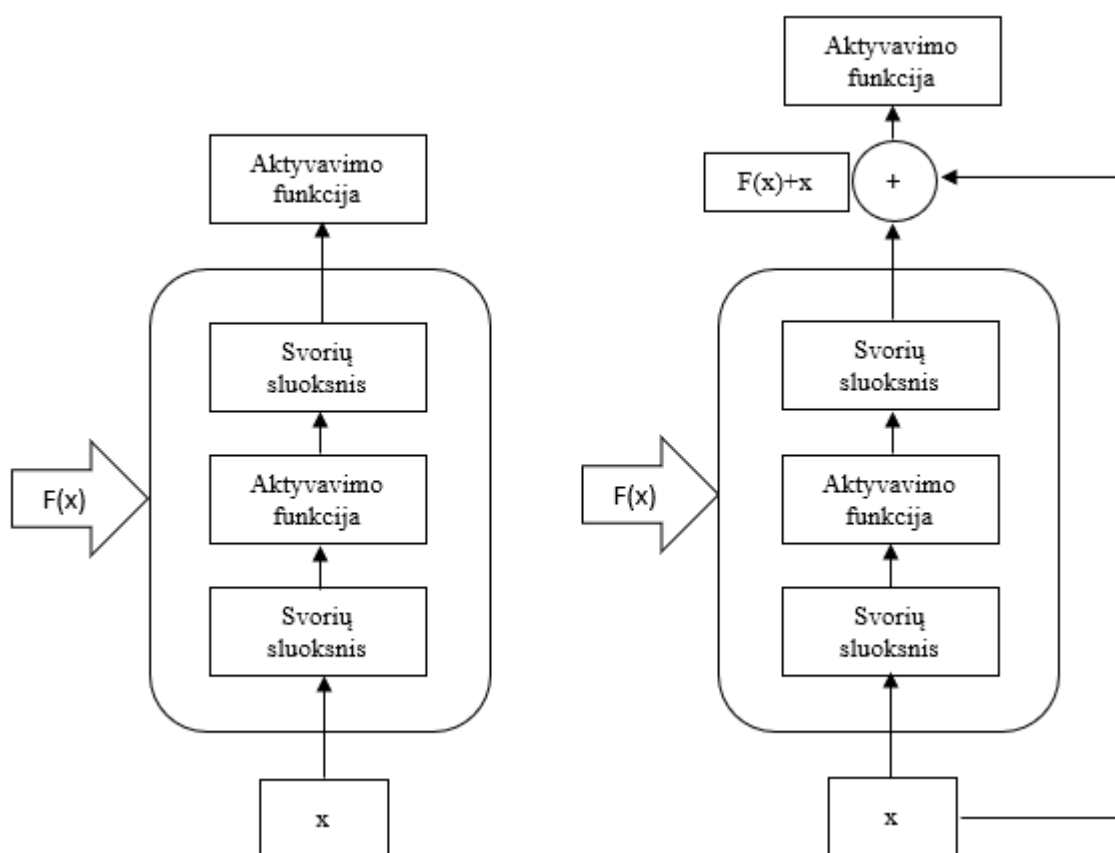 Aktyvavimo
funkcija
Svorių
sluoksnis
Aktyvavimo
funkcija
Svorių
sluoksnis
F(x)
x
Aktyvavimo
funkcija
F(x)+x
+
Svorių
sluoksnis
Aktyvavimo
funkcija
Svorių
sluoksnis
F(x)
x